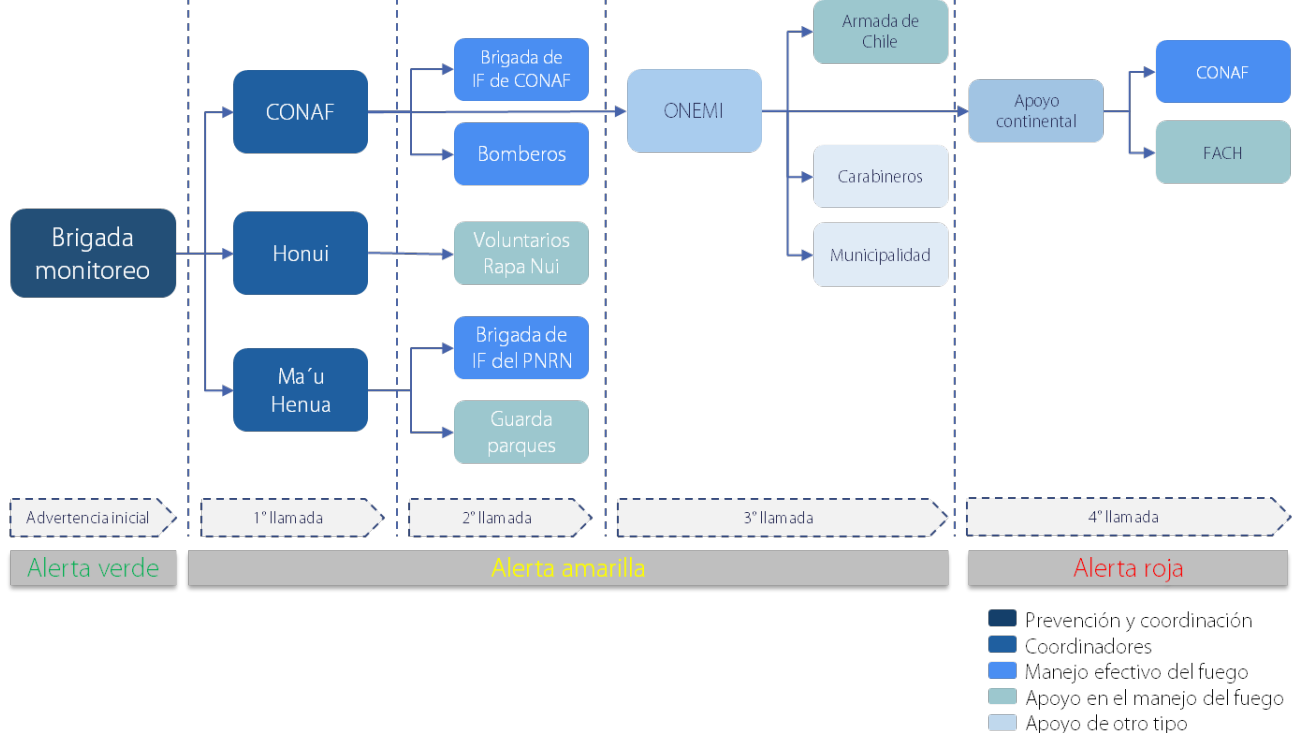 Armada de
Chile
Brigada de
IF de CONAF
CONAF
CONAF
ONEMI
Apoyo
continental
Bomberos
FACH
Carabineros
Brigada
monitoreo
Honui
Voluntarios
Rapa Nui
Municipalidad
Brigada de
IF del PNRN
Ma´u
Henua
Guarda
parques
Advertencia inicial
1° llamada
2° llamada
3° llamada
4° llamada
Alerta verde
Alerta amarilla
Alerta roja
Prevención y coordinación
Coordinadores
Manejo efectivo del fuego
Apoyo en el manejo del fuego
Apoyo de otro tipo